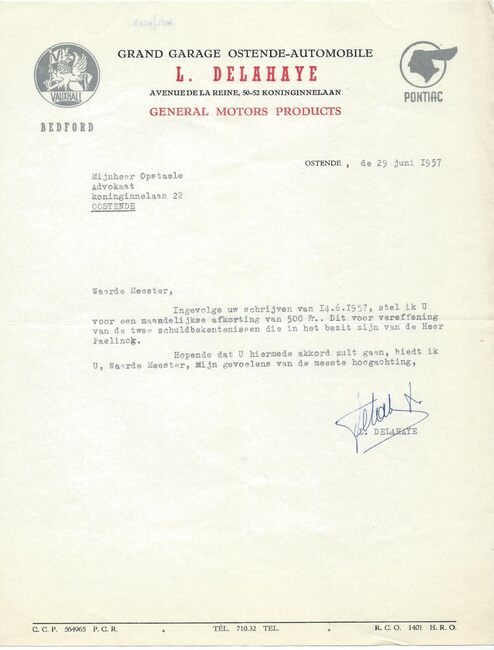 GRAND GARAGE OSTENDE-AUTOMOBILE
L. DELAHAYE
AVENUE DE LA REINE, 50-52 KONINGINNELAAN
GENERAL MOTORS PRODUCTS
VAUXHALL
BEDFORD
PONTIAC
OSTENDE, de 29 juni 1957
Mijnheer Opstaele
Advokaat
koninginnelaan 22
OOSTENDE
Waarde Meester,
Ingevolge uw schrijven van 14.6.1957, stel ik U
voor een maandelijkse afkorting van 500 Fr.. Dit voor vereffening
van de twee schuldbekentenissen die in het bezit zijn van de Heer
Paelinck.
Hopende dat U hiermede akkord zult gaan, biedt ik
U, Waarde Meester, Mijn gevoelens van de meeste hoogachting,
L. DELAHAYE
C. C. P. 564965 P. C. R.
TÉL. 710.32 TEL.
R. C. O. 1401 H. R. O.